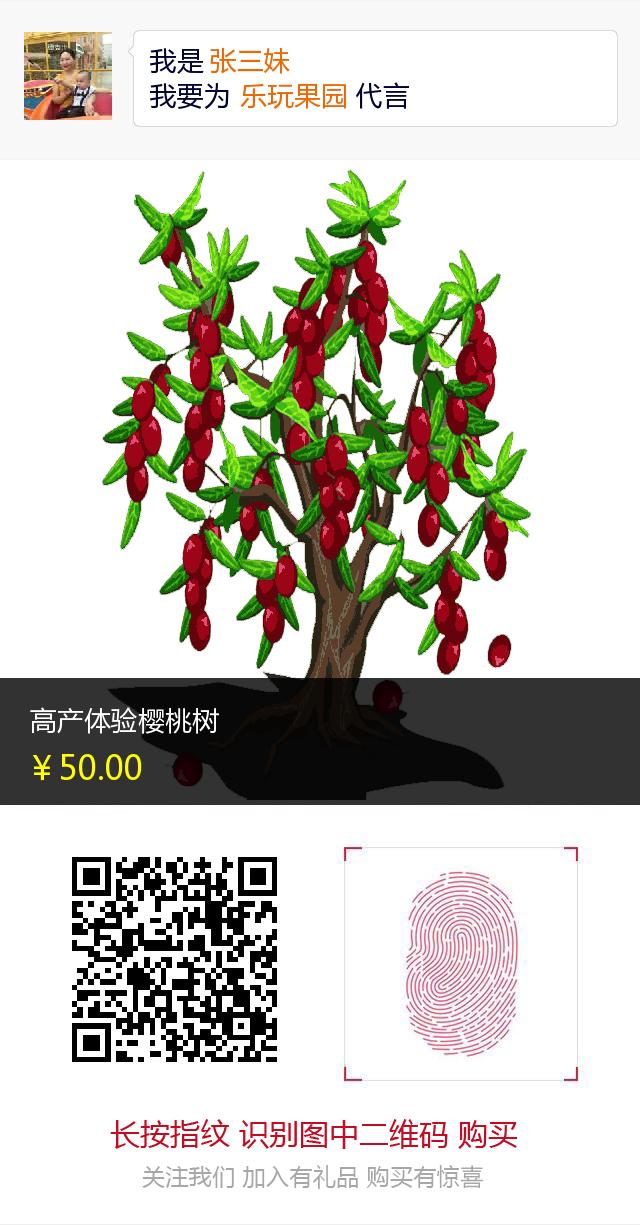 我是 张三妹
我要为 乐玩果园 代言
高产体验樱桃树
￥50.00
长按指纹 识别图中二维码 购买
关注我们 加入有礼品 购买有惊喜